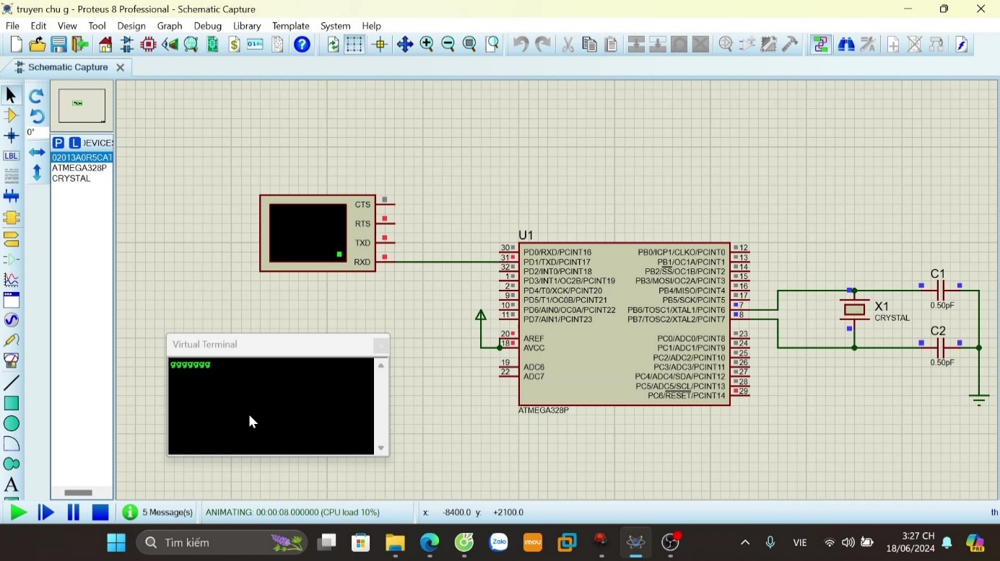 truyen chu g - Proteus 8 Professional - Schematic Capture
File Edit View Tool Design Graph Debug Library Template System Help
Schematic Capture
0°
P L DEVICES
02013A0R5CAT
ATMEGA328P
CRYSTAL
LBL
A
CTS
RTS
TXD
RXD
U1
30 PD0/RXD/PCINT16
31 PD1/TXD/PCINT17
32 PD2/INT0/PCINT18
1 PD3/INT1/OC2B/PCINT19
2 PD4/T0/XCK/PCINT20
9 PD5/T1/OC0B/PCINT21
10 PD6/AIN0/OC0A/PCINT22
11 PD7/AIN1/PCINT23
20 AREF
18 AVCC
19 ADC6
22 ADC7
PB0/ICP1/CLKO/PCINT0 12
PB1/OC1A/PCINT1 13
PB2/SS/OC1B/PCINT2 14
PB3/MOSI/OC2A/PCINT3 15
PB4/MISO/PCINT4 16
PB5/SCK/PCINT5 17
PB6/TOSC1/XTAL1/PCINT6 7
PB7/TOSC2/XTAL2/PCINT7 8
PC0/ADC0/PCINT8 23
PC1/ADC1/PCINT9 24
PC2/ADC2/PCINT10 25
PC3/ADC3/PCINT11 26
PC4/ADC4/SDA/PCINT12 27
PC5/ADC5/SCL/PCINT13 28
PC6/RESET/PCINT14 29
ATMEGA328P
X1
CRYSTAL
C1
0.50pF
C2
0.50pF
Virtual Terminal
ggggggg
5 Message(s) ANIMATING: 00:00:08.000000 (CPU load 10%) x: -8400.0 y: +2100.0 th
Tìm kiếm
Zalo
imou
VIE
3:27 CH
18/06/2024
PRE